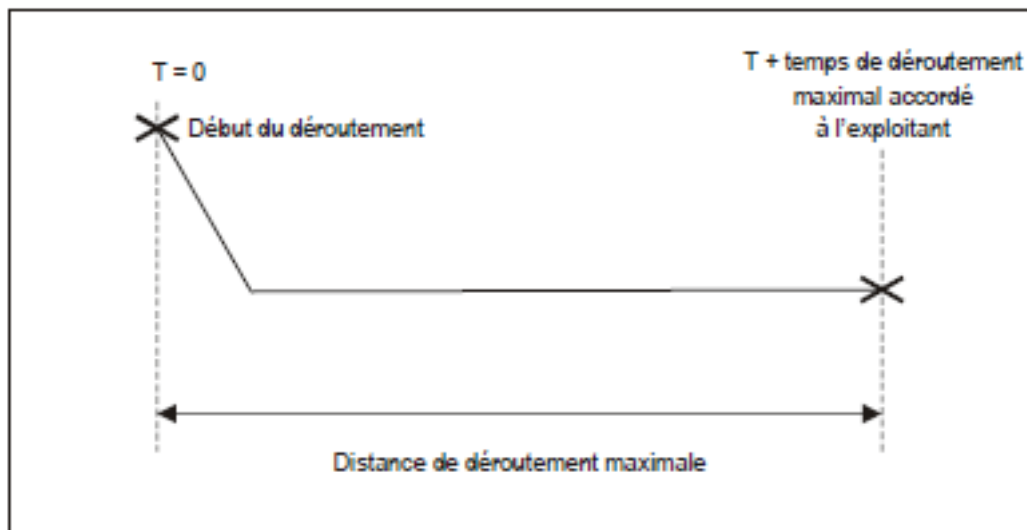 T = 0
Début du déroutement
T + temps de déroutement
maximal accordé
à l'exploitant
Distance de déroutement maximale